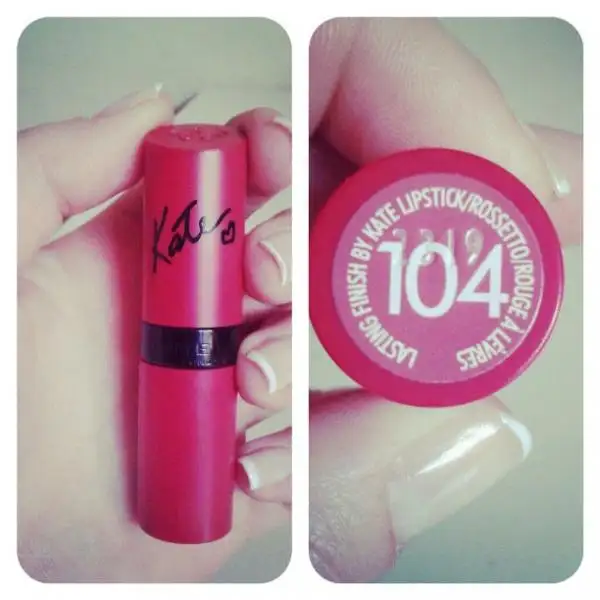 Kate
LASTING FINISH BY KATE LIPSTICK/ROSSETTO/ROUGE À LÈVRES
104